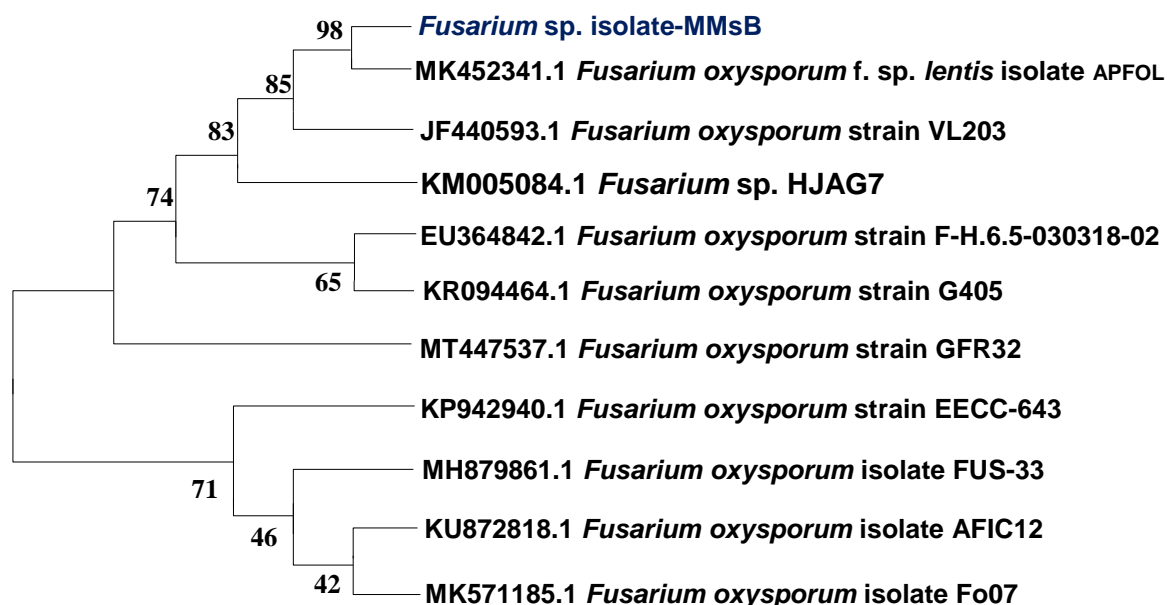 98
Fusarium sp. isolate-MMsB
MK452341.1 Fusarium oxysporum f. sp. lentis isolate APFOL
85
JF440593.1 Fusarium oxysporum strain VL203
83
KM005084.1 Fusarium sp. HJAG7
74
EU364842.1 Fusarium oxysporum strain F-H.6.5-030318-02
65
KR094464.1 Fusarium oxysporum strain G405
MT447537.1 Fusarium oxysporum strain GFR32
KP942940.1 Fusarium oxysporum strain EECC-643
71
MH879861.1 Fusarium oxysporum isolate FUS-33
46
KU872818.1 Fusarium oxysporum isolate AFIC12
42
MK571185.1 Fusarium oxysporum isolate Fo07